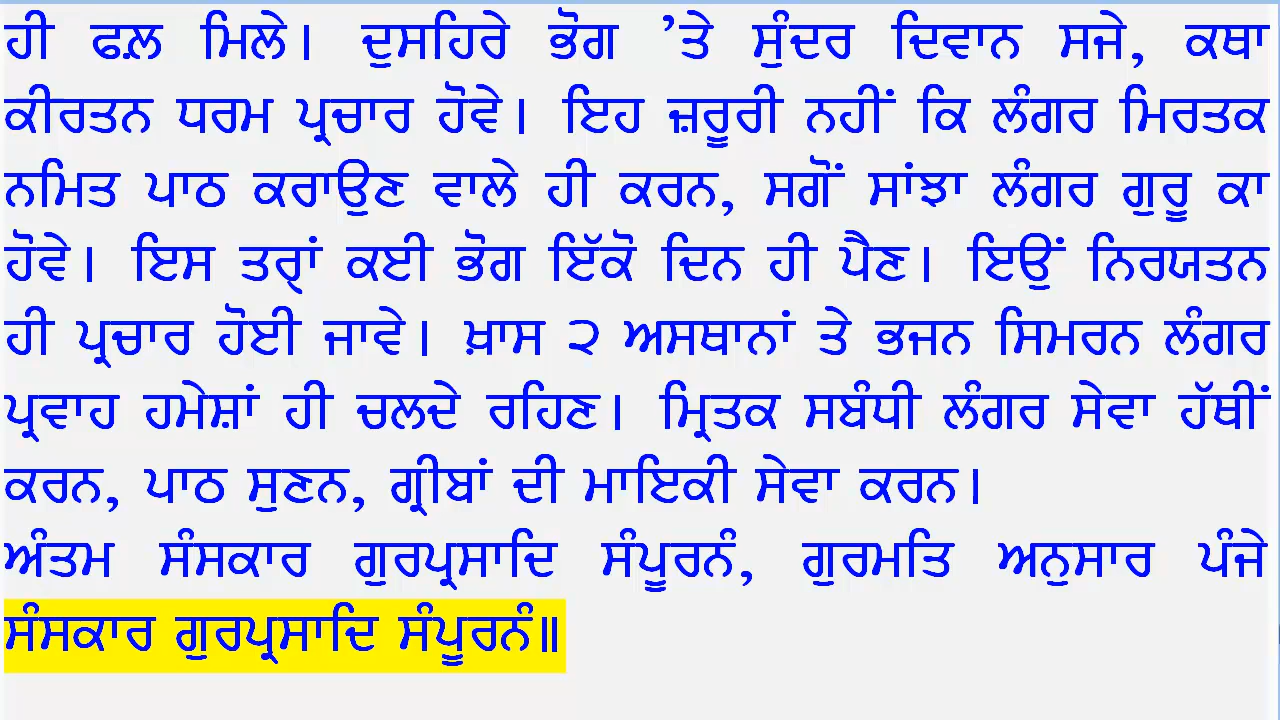 ਹੀ ਫਲ਼ ਮਿਲੇ। ਦੁਸਹਿਰੇ ਭੋਗ ’ਤੇ ਸੁੰਦਰ ਦਿਵਾਨ ਸਜੇ, ਕਥਾ
ਕੀਰਤਨ ਧਰਮ ਪ੍ਰਚਾਰ ਹੋਵੇ। ਇਹ ਜ਼ਰੂਰੀ ਨਹੀਂ ਕਿ ਲੰਗਰ ਮਿਰਤਕ
ਨਮਿਤ ਪਾਠ ਕਰਾਉਣ ਵਾਲੇ ਹੀ ਕਰਨ, ਸਗੋਂ ਸਾਂਝਾ ਲੰਗਰ ਗੁਰੂ ਕਾ
ਹੋਵੇ। ਇਸ ਤਰ੍ਹਾਂ ਕਈ ਭੋਗ ਇੱਕੋ ਦਿਨ ਹੀ ਪੈਣ। ਇਉਂ ਨਿਰਯਤਨ
ਹੀ ਪ੍ਰਚਾਰ ਹੋਈ ਜਾਵੇ। ਖ਼ਾਸ ੨ ਅਸਥਾਨਾਂ ਤੇ ਭਜਨ ਸਿਮਰਨ ਲੰਗਰ
ਪ੍ਰਵਾਹ ਹਮੇਸ਼ਾਂ ਹੀ ਚਲਦੇ ਰਹਿਣ। ਮ੍ਰਿਤਕ ਸਬੰਧੀ ਲੰਗਰ ਸੇਵਾ ਹੱਥੀਂ
ਕਰਨ, ਪਾਠ ਸੁਣਨ, ਗ੍ਰੀਬਾਂ ਦੀ ਮਾਇਕੀ ਸੇਵਾ ਕਰਨ।
ਅੰਤਮ ਸੰਸਕਾਰ ਗੁਰਪ੍ਰਸਾਦਿ ਸੰਪੂਰਨੰ, ਗੁਰਮਤਿ ਅਨੁਸਾਰ ਪੰਜੇ
ਸੰਸਕਾਰ ਗੁਰਪ੍ਰਸਾਦਿ ਸੰਪੂਰਨੰ॥